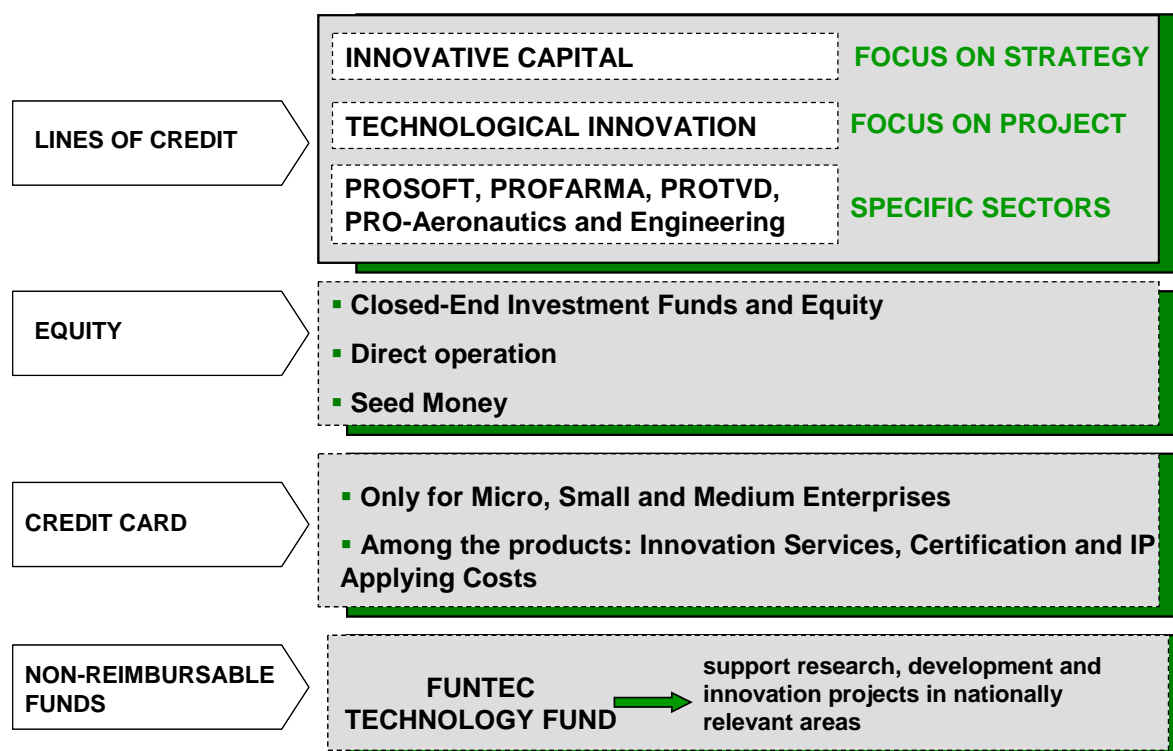 LINES OF CREDIT
INNOVATIVE CAPITAL
FOCUS ON STRATEGY
TECHNOLOGICAL INNOVATION
FOCUS ON PROJECT
PROSOFT, PROFARMA, PROTVD,
PRO-Aeronautics and Engineering
SPECIFIC SECTORS
EQUITY
▪ Closed-End Investment Funds and Equity
▪ Direct operation
▪ Seed Money
CREDIT CARD
▪ Only for Micro, Small and Medium Enterprises
▪ Among the products: Innovation Services, Certification and IP
Applying Costs
NON-REIMBURSABLE
FUNDS
FUNTEC
TECHNOLOGY FUND
support research, development and
innovation projects in nationally
relevant areas